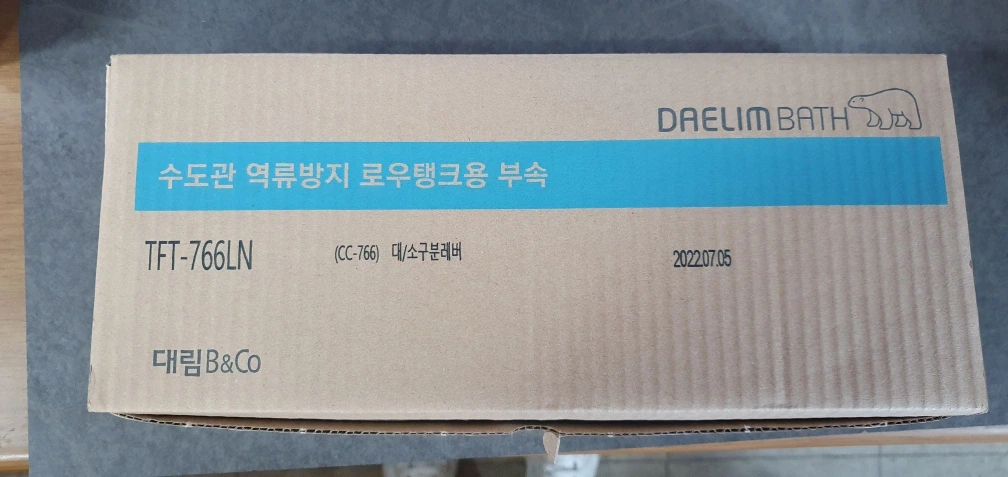 DAELIM BATH
수도관 역류방지 로우탱크용 부속
TFT-766LN (CC-766) 대/소구분레버 2022.07.05
대림B&Co